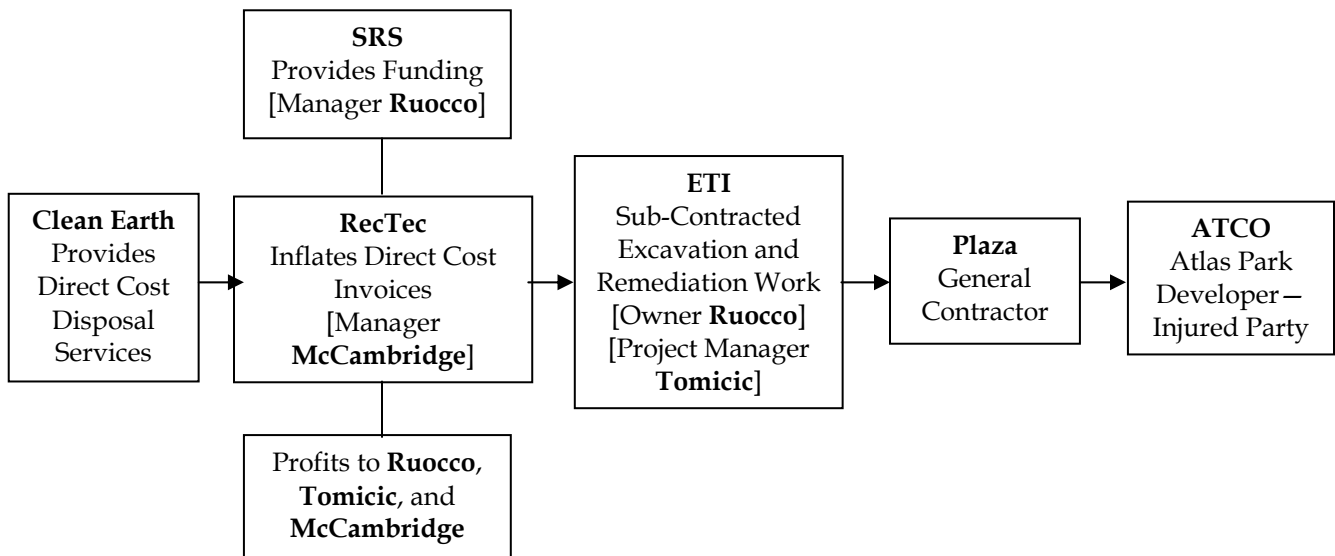 SRS
Provides Funding
[Manager Ruocco]
Clean Earth
Provides
Direct Cost
Disposal
Services
RecTec
Inflates Direct Cost
Invoices
[Manager
McCambridge]
ETI
Sub-Contracted
Excavation and
Remediation Work
[Owner Ruocco]
[Project Manager
Tomicic]
Plaza
General
Contractor
ATCO
Atlas Park
Developer—
Injured Party
Profits to Ruocco,
Tomicic, and
McCambridge